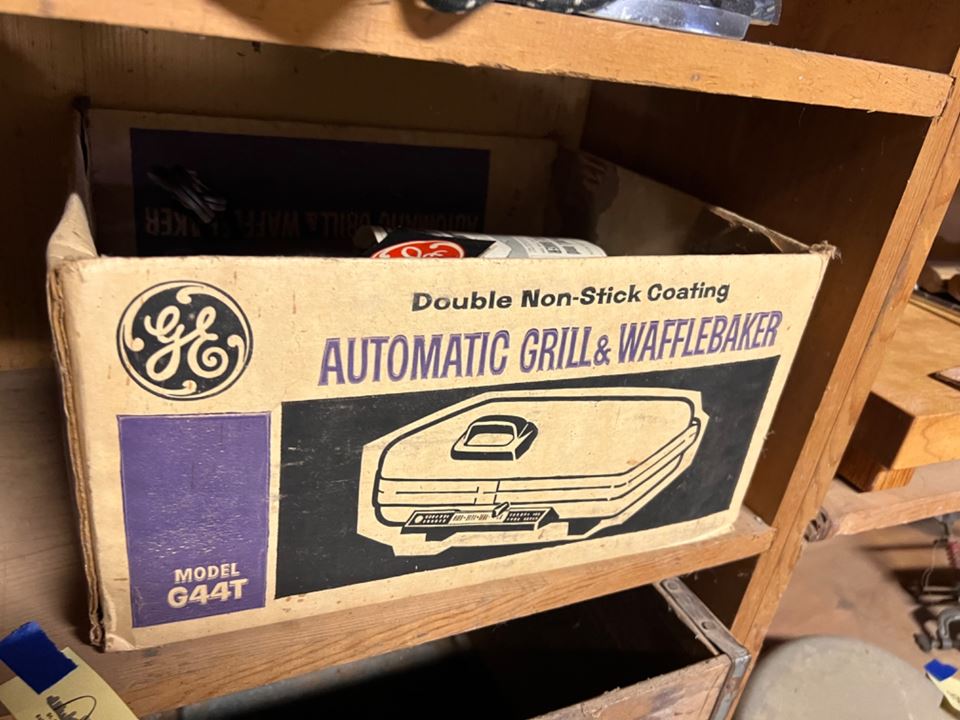 GE
Double Non-Stick Coating
AUTOMATIC GRILL & WAFFLEBAKER
MODEL
G44T